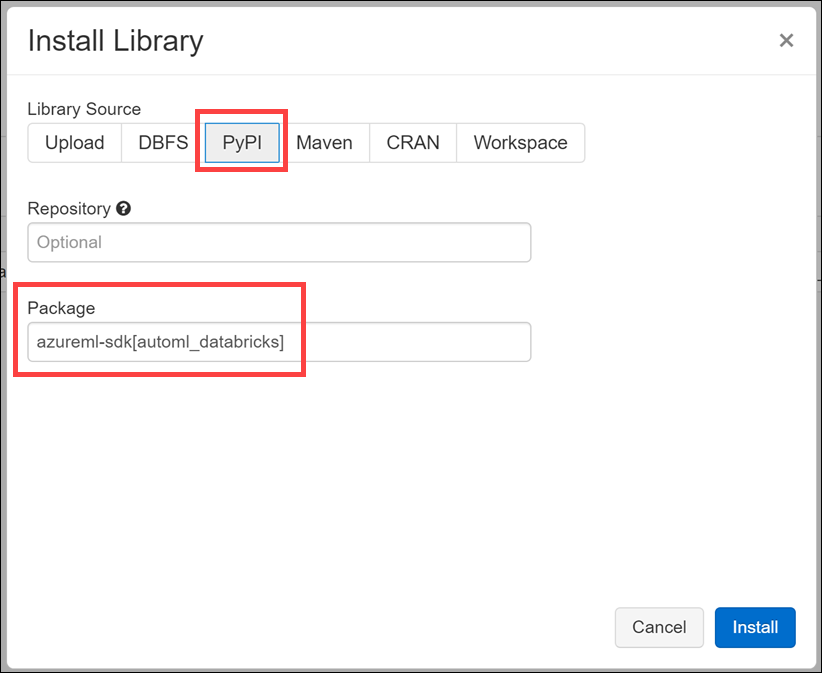 Install Library
×
Library Source
Upload DBFS PyPI Maven CRAN Workspace
Repository ?
Optional
Package
azureml-sdk[automl_databricks]
Cancel Install